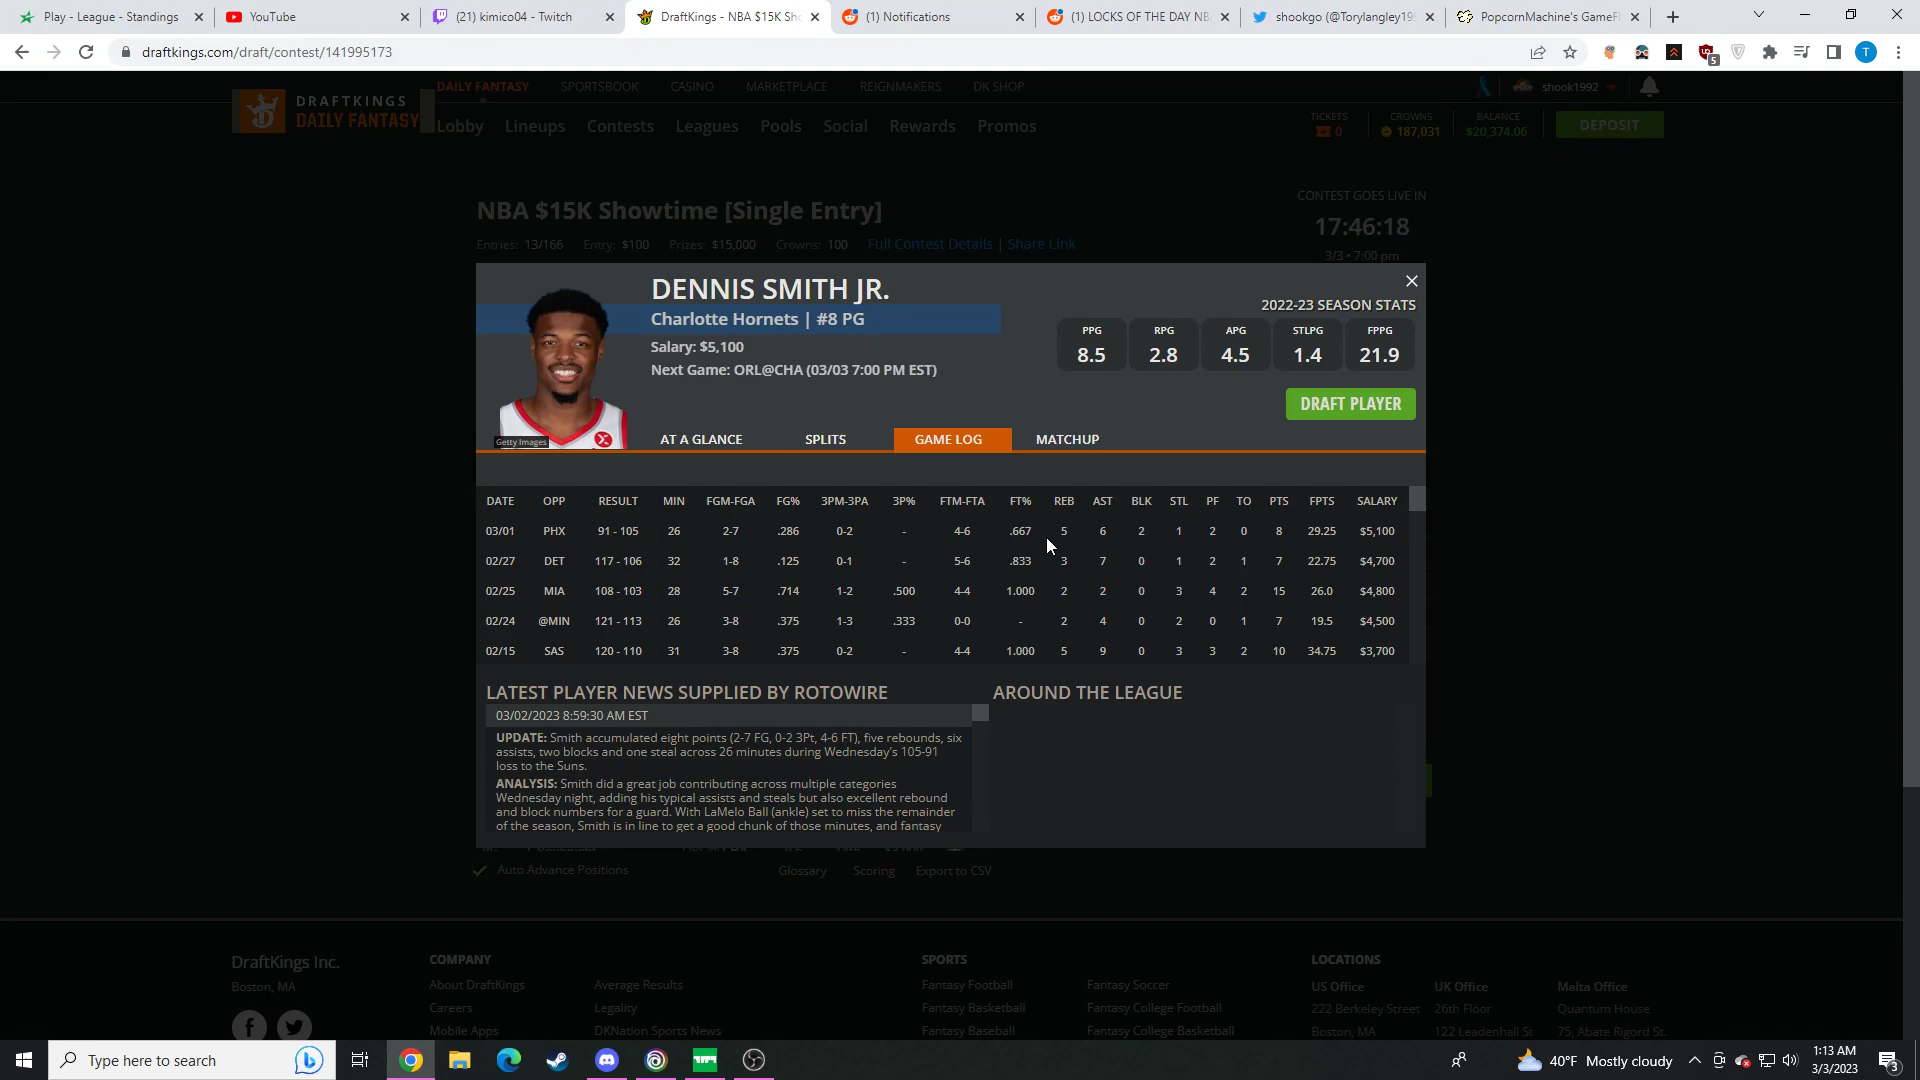 Play - League - Standings
YouTube
(21) kimico04 - Twitch
DraftKings - NBA $15K Sho
(1) Notifications
(1) LOCKS OF THE DAY NB
shookgo (@Torylangley19
PopcornMachine's GameFl
draftkings.com/draft/contest/141995173
5
T
DAILY FANTASY SPORTSBOOK CASINO MARKETPLACE REIGNMAKERS DK SHOP
shook1992
DRAFTKINGS
DAILY FANTASY
Lobby Lineups Contests Leagues Pools Social Rewards Promos
TICKETS
0
CROWNS
187,031
BALANCE
$20,374.06
DEPOSIT
NBA $15K Showtime [Single Entry]
CONTEST GOES LIVE IN
17:46:18
3/3 • 7:00 pm
Entries: 13/166 Entry: $100 Prizes: $15,000 Crowns: 100 Full Contest Details | Share Link
DENNIS SMITH JR.
Charlotte Hornets | #8 PG
Salary: $5,100
Next Game: ORL@CHA (03/03 7:00 PM EST)
Getty Images
2022-23 SEASON STATS
PPG RPG APG STLPG FPPG
8.5 2.8 4.5 1.4 21.9
DRAFT PLAYER
AT A GLANCE SPLITS GAME LOG MATCHUP
DATE OPP RESULT MIN FGM-FGA FG% 3PM-3PA 3P% FTM-FTA FT% REB AST BLK STL PF TO PTS FPTS SALARY
03/01 PHX 91 - 105 26 2-7 .286 0-2 - 4-6 .667 5 6 2 1 2 0 8 29.25 $5,100
02/27 DET 117 - 106 32 1-8 .125 0-1 - 5-6 .833 3 7 0 1 2 1 7 22.75 $4,700
02/25 MIA 108 - 103 28 5-7 .714 1-2 .500 4-4 1.000 2 2 0 3 4 2 15 26.0 $4,800
02/24 @MIN 121 - 113 26 3-8 .375 1-3 .333 0-0 - 2 4 0 2 0 1 7 19.5 $4,500
02/15 SAS 120 - 110 31 3-8 .375 0-2 - 4-4 1.000 5 9 0 3 3 2 10 34.75 $3,700
LATEST PLAYER NEWS SUPPLIED BY ROTOWIRE
AROUND THE LEAGUE
03/02/2023 8:59:30 AM EST
UPDATE: Smith accumulated eight points (2-7 FG, 0-2 3Pt, 4-6 FT), five rebounds, six
assists, two blocks and one steal across 26 minutes during Wednesday's 105-91
loss to the Suns.
ANALYSIS: Smith did a great job contributing across multiple categories
Wednesday night, adding his typical assists and steals but also excellent rebound
and block numbers for a guard. With LaMelo Ball (ankle) set to miss the remainder
of the season, Smith is in line to get a good chunk of those minutes, and fantasy
Auto Advance Positions
Glossary Scoring Export to CSV
DraftKings Inc.
Boston, MA
COMPANY
About DraftKings
Careers
Mobile Apps
Average Results
Legality
DKNation Sports News
SPORTS
Fantasy Football
Fantasy Basketball
Fantasy Baseball
Fantasy Soccer
Fantasy College Football
Fantasy College Basketball
LOCATIONS
US Office
222 Berkeley Street
Boston, MA
UK Office
26th Floor
122 Leadenhall St
Malta Office
Quantum House
75, Abate Rigord St.
Type here to search
40°F Mostly cloudy
1:13 AM
3/3/2023
3